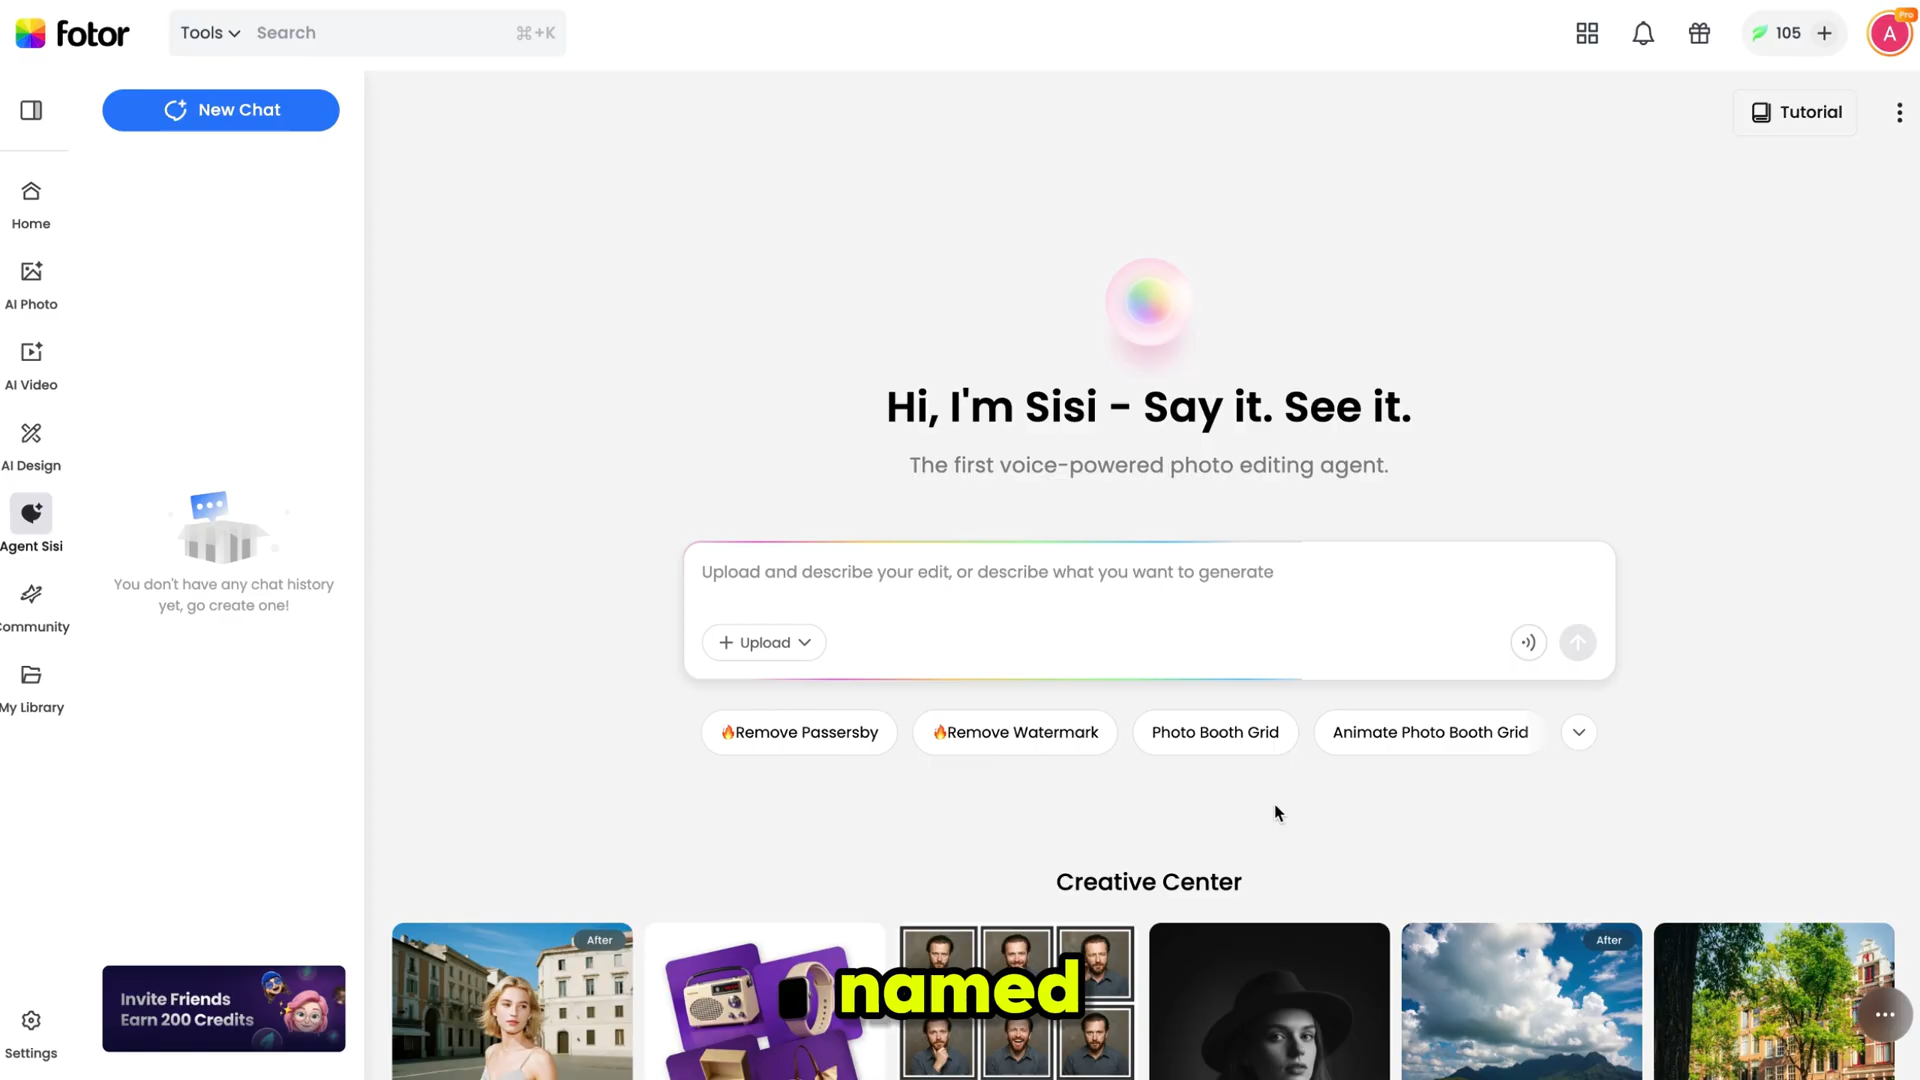 fotor
Tools
Search
⌘+K
105
Pro
A
New Chat
Tutorial
Home
AI Photo
AI Video
AI Design
Agent Sisi
Community
My Library
Settings
You don't have any chat history
yet, go create one!
Invite Friends
Earn 200 Credits
Hi, I'm Sisi - Say it. See it.
The first voice-powered photo editing agent.
Upload and describe your edit, or describe what you want to generate
+ Upload
🔥Remove Passersby
🔥Remove Watermark
Photo Booth Grid
Animate Photo Booth Grid
Creative Center
After
After
named